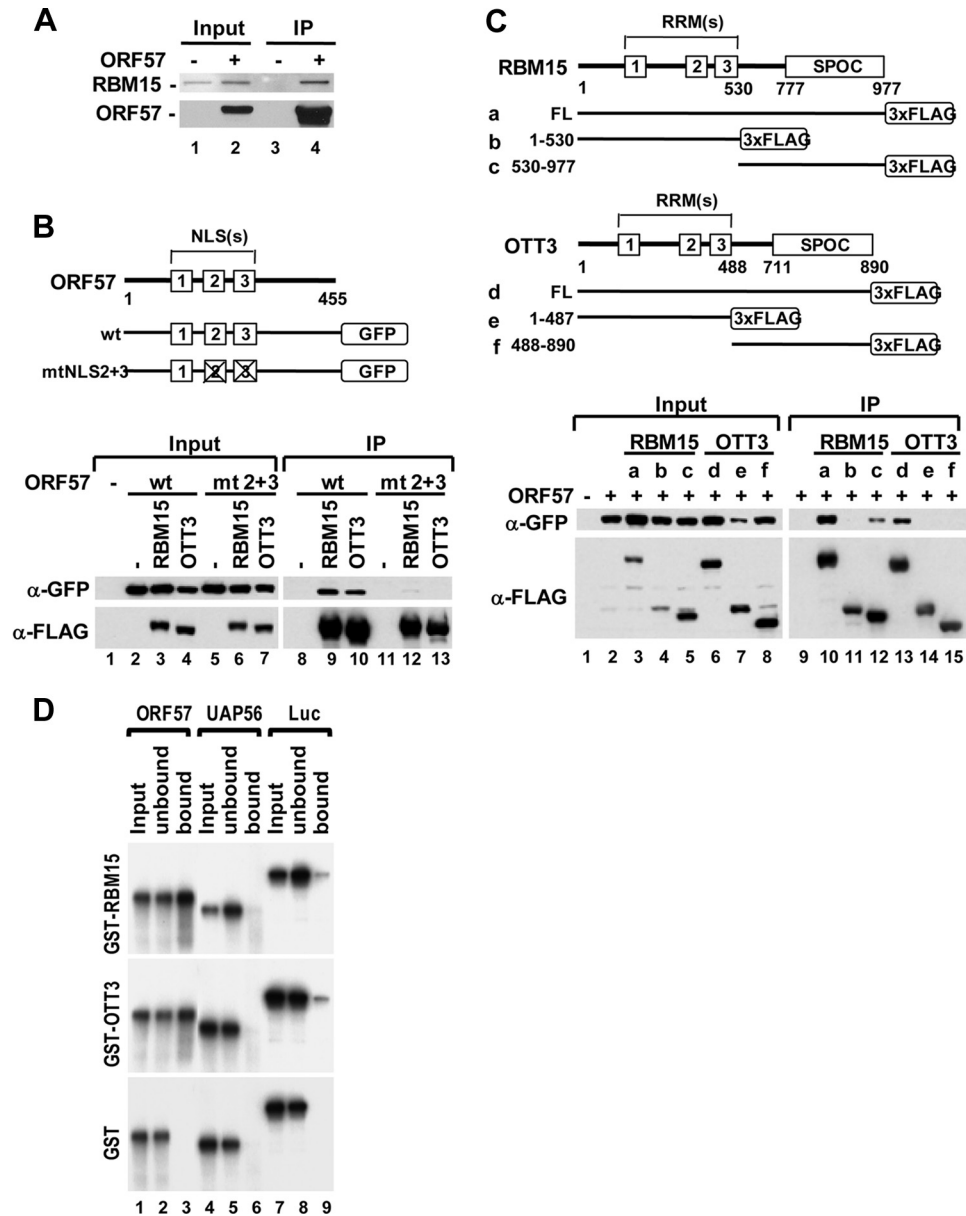 A
Input IP
ORF57 - + - +
RBM15 -
ORF57 -
1 2 3 4
B
NLS(s)
ORF57 1 2 3
1 455
wt 1 2 3 GFP
mtNLS2+3 1 2 3 GFP
Input IP
ORF57 - wt mt 2+3 wt mt 2+3
- RBM15 OTT3 - RBM15 OTT3 - RBM15 OTT3 - RBM15 OTT3
α-GFP
α-FLAG
1 2 3 4 5 6 7 8 9 10 11 12 13
C
RRM(s)
RBM15 1 2 3 SPOC
1 530 777 977
a FL 3xFLAG
b 1-530 3xFLAG
c 530-977 3xFLAG
RRM(s)
OTT3 1 2 3 SPOC
1 488 711 890
d FL 3xFLAG
e 1-487 3xFLAG
f 488-890 3xFLAG
Input IP
RBM15 OTT3 RBM15 OTT3
a b c d e f a b c d e f
ORF57 - + + + + + + + + + + + + + +
α-GFP
α-FLAG
1 2 3 4 5 6 7 8 9 10 11 12 13 14 15
D
ORF57 UAP56 Luc
Input unbound bound Input unbound bound Input unbound bound
GST-RBM15
GST-OTT3
GST
1 2 3 4 5 6 7 8 9